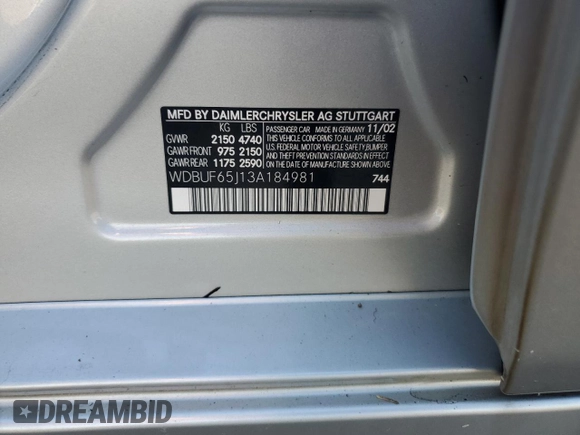 MFD BY DAIMLERCHRYSLER AG STUTTGART
KG LBS
GVWR 2150 4740
GAWR FRONT 975 2150
GAWR REAR 1175 2590
PASSENGER CAR MADE IN GERMANY 11/02
THIS VEHICLE CONFORMS TO ALL APPLICABLE
U.S. FEDERAL MOTOR VEHICLE SAFETY, BUMPER
AND THEFT PREVENTION STANDARDS IN EFFECT
ON THE DATE OF MANUFACTURE SHOWN ABOVE
WDBUF65J13A184981 744
DREAMBID